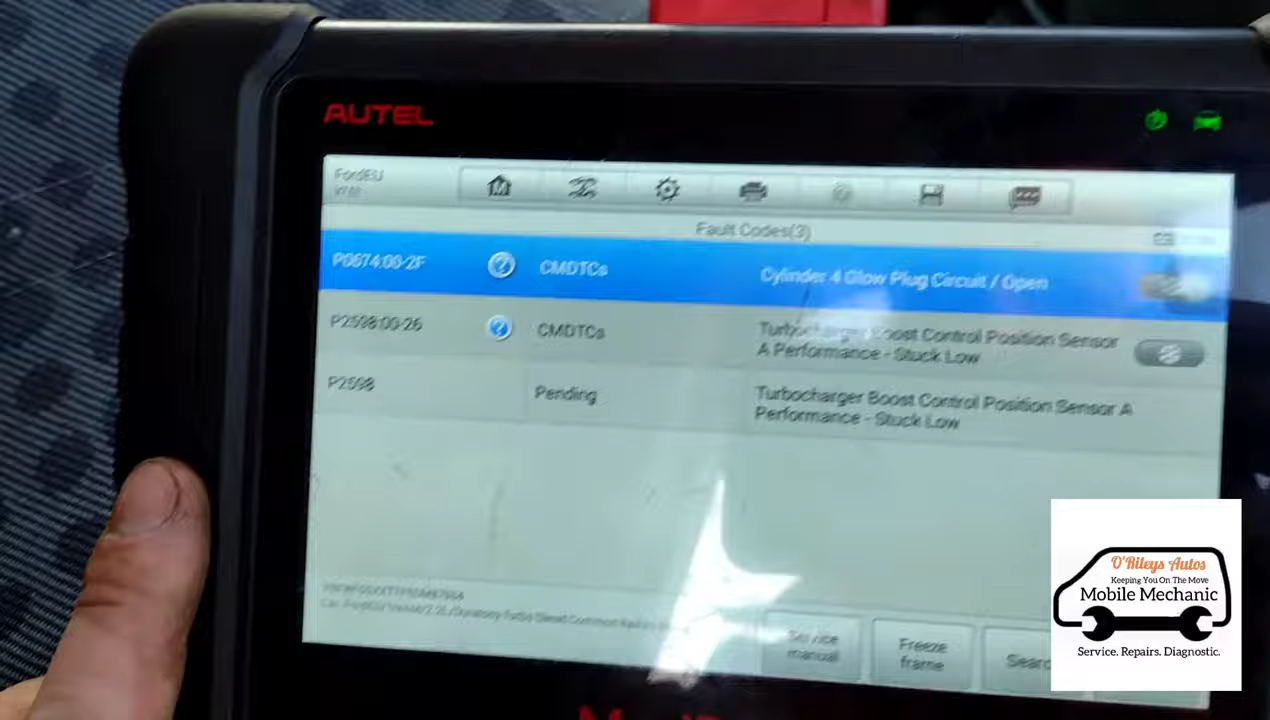 AUTEL
FordEU
Fault Codes(3)
P0674:00-2F CMDTCs Cylinder 4 Glow Plug Circuit / Open
P2598:00-26 CMDTCs Turbocharger Boost Control Position Sensor
A Performance - Stuck Low
P2598 Pending Turbocharger Boost Control Position Sensor A
Performance - Stuck Low
Service
manual
Freeze
frame
O'Rileys Autos
Keeping You On The Move
Mobile Mechanic
Service. Repairs. Diagnostic.